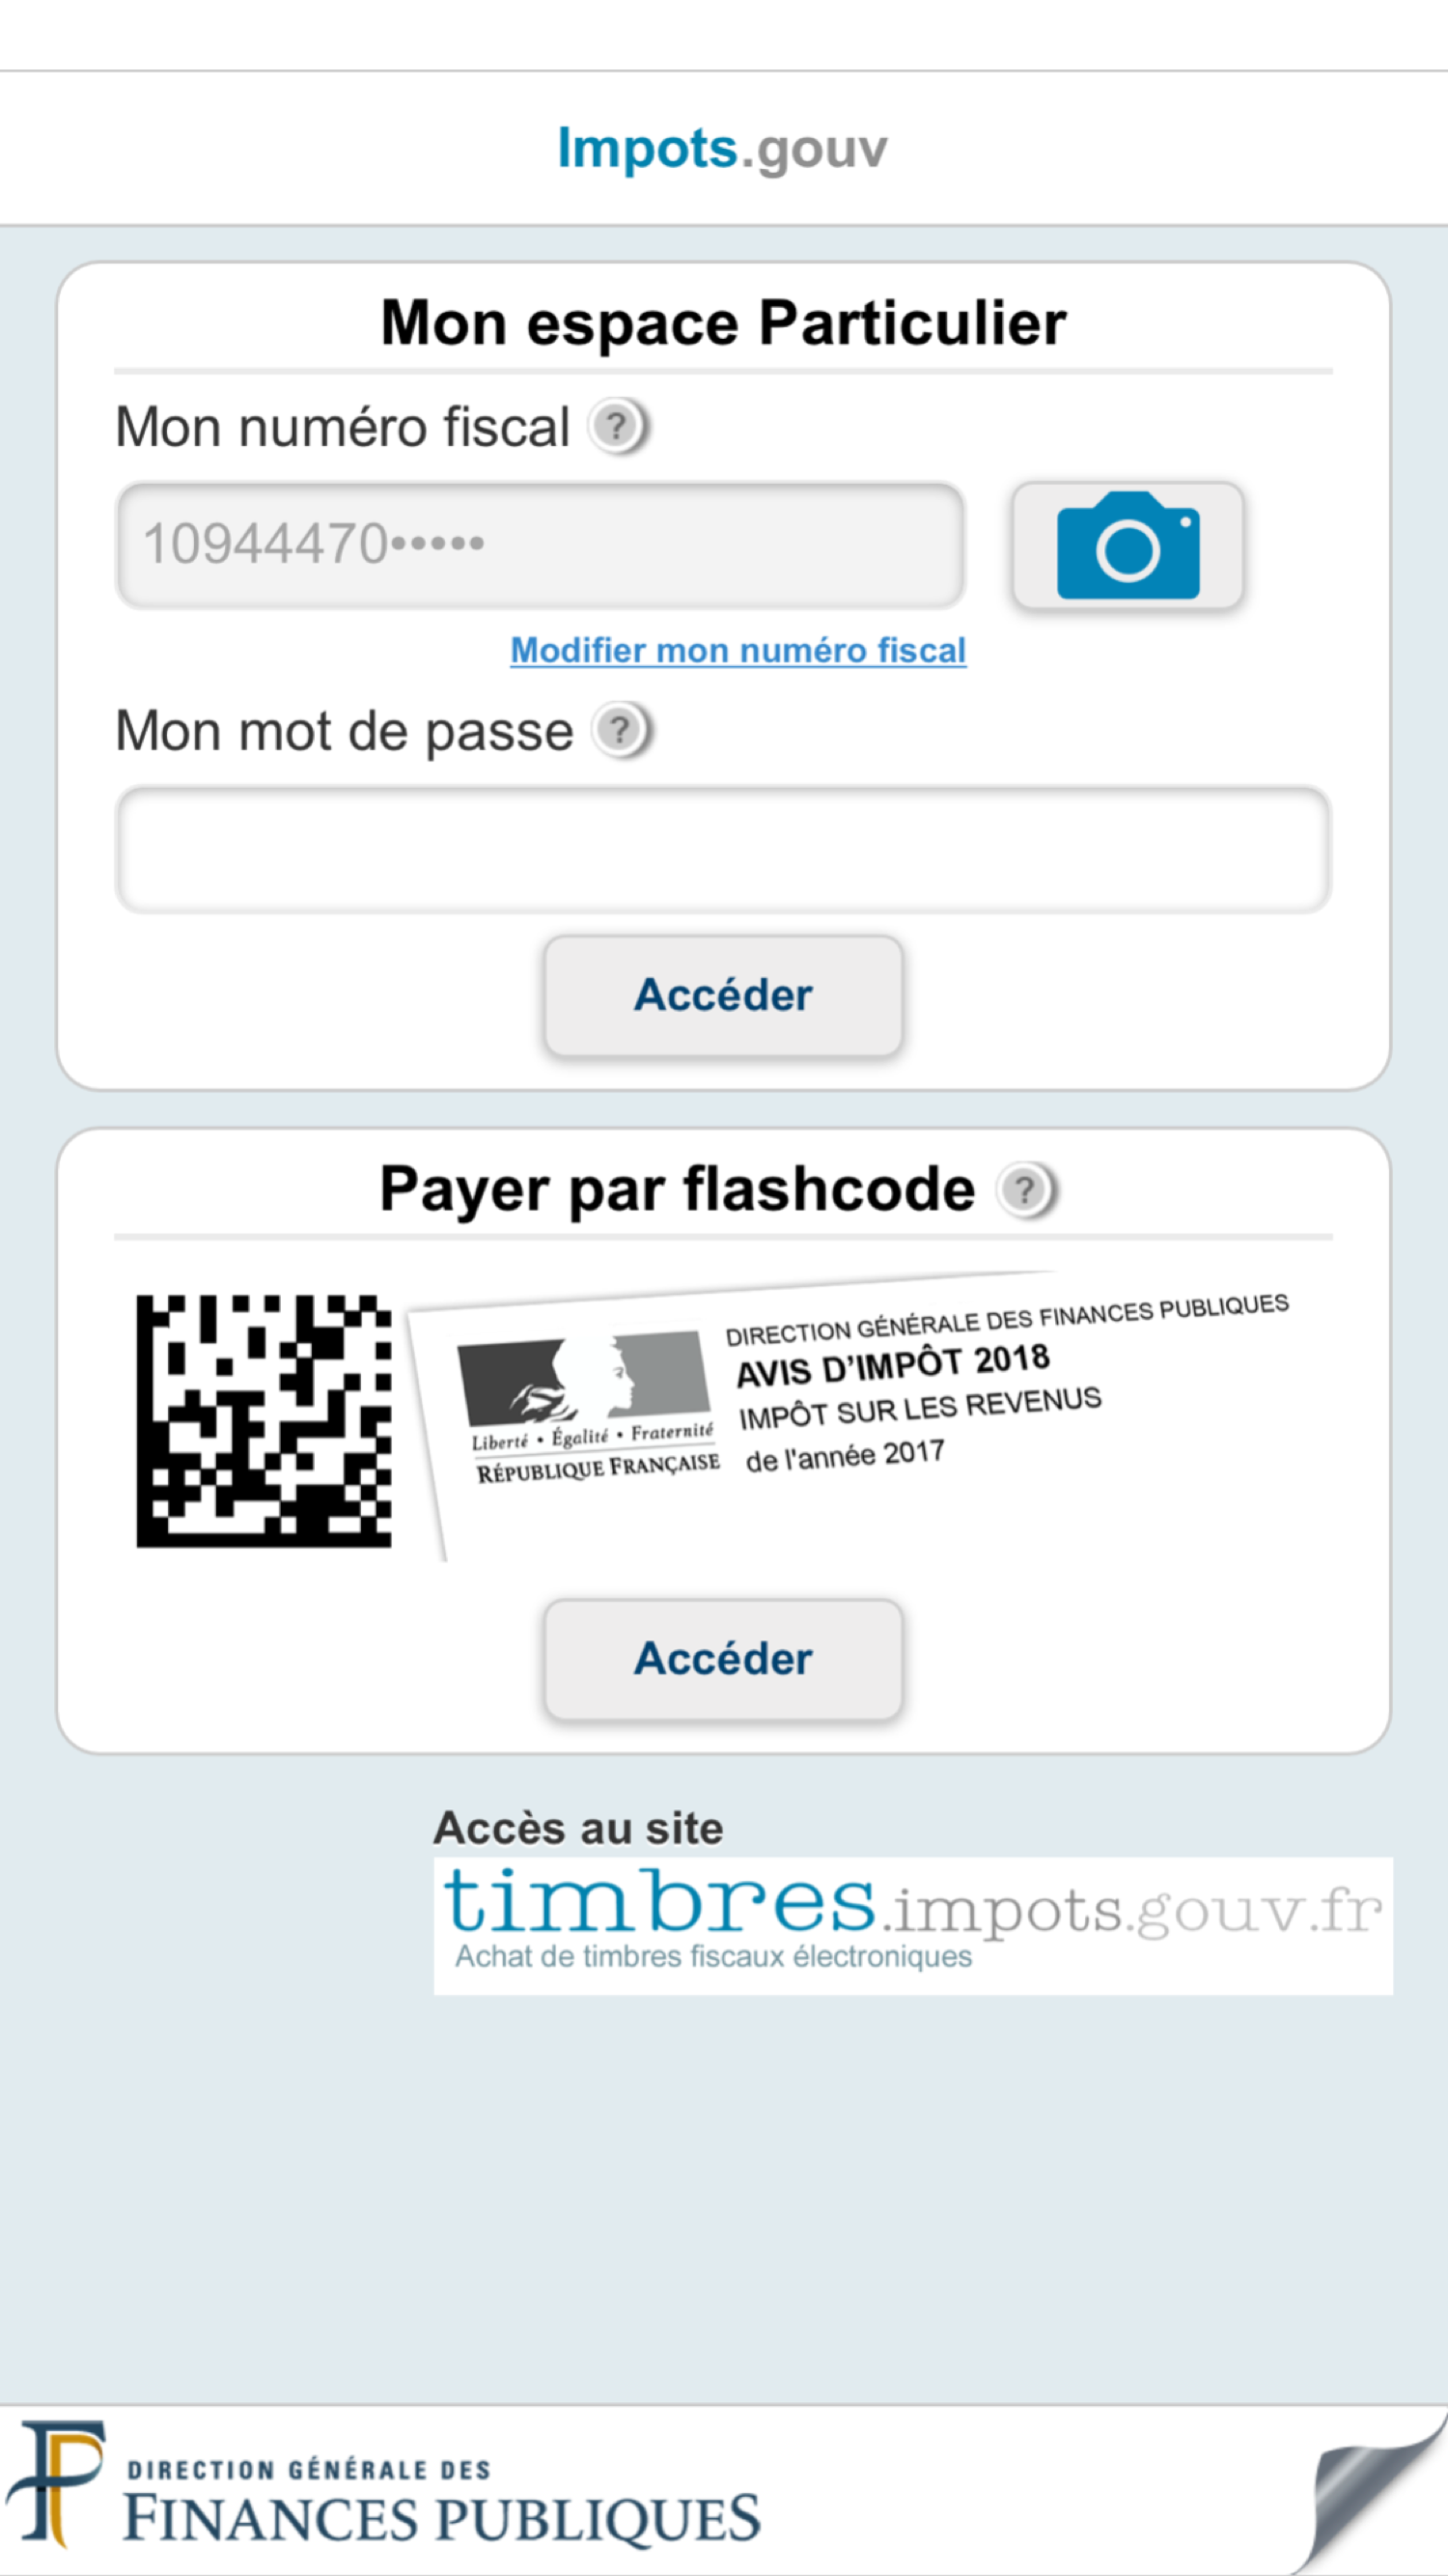 Impots.gouv
Mon espace Particulier
Mon numéro fiscal ?
10944470•••••
Modifier mon numéro fiscal
Mon mot de passe ?
Accéder
Payer par flashcode ?
DIRECTION GÉNÉRALE DES FINANCES PUBLIQUES
AVIS D'IMPÔT 2018
IMPÔT SUR LES REVENUS
de l'année 2017
Liberté • Égalité • Fraternité
RÉPUBLIQUE FRANÇAISE
Accéder
Accès au site
timbres.impots.gouv.fr
Achat de timbres fiscaux électroniques
DIRECTION GÉNÉRALE DES
FINANCES PUBLIQUES